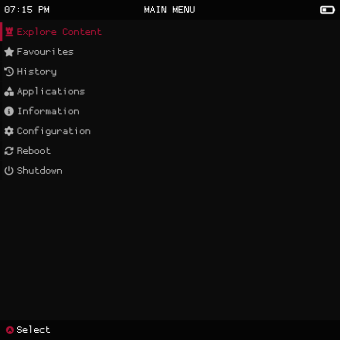 07:15 PM MAIN MENU
Explore Content
Favourites
History
Applications
Information
Configuration
Reboot
Shutdown
A Select